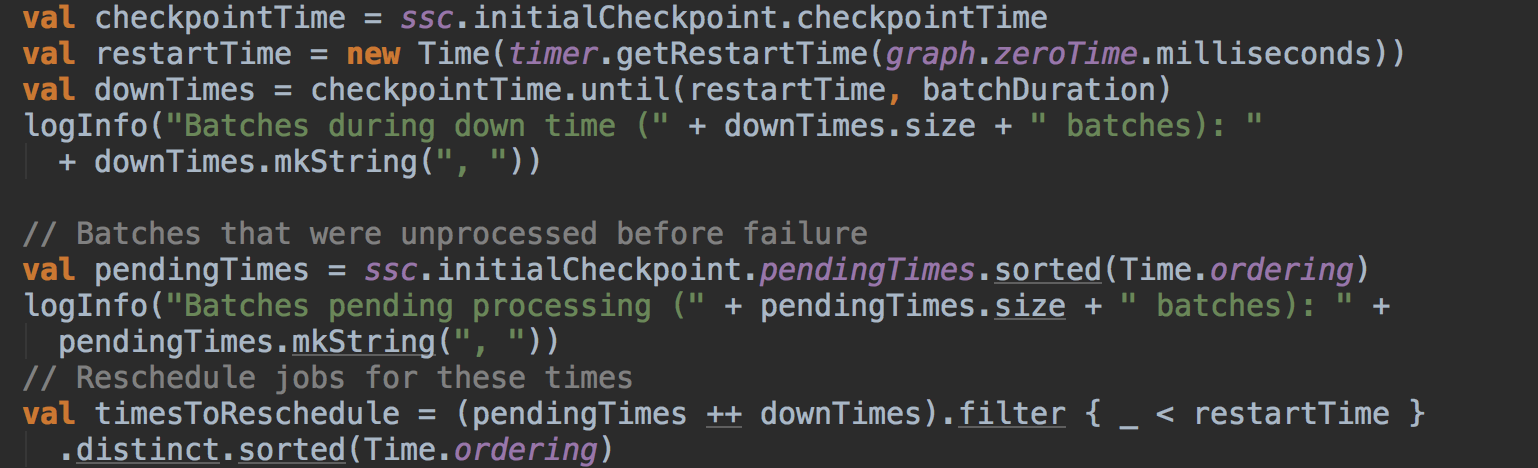 val checkpointTime = ssc.initialCheckpoint.checkpointTime
val restartTime = new Time(timer.getRestartTime(graph.zeroTime.milliseconds))
val downTimes = checkpointTime.until(restartTime, batchDuration)
logInfo("Batches during down time (" + downTimes.size + " batches): "
  + downTimes.mkString(", "))

// Batches that were unprocessed before failure
val pendingTimes = ssc.initialCheckpoint.pendingTimes.sorted(Time.ordering)
logInfo("Batches pending processing (" + pendingTimes.size + " batches): " +
  pendingTimes.mkString(", "))
// Reschedule jobs for these times
val timesToReschedule = (pendingTimes ++ downTimes).filter { _ < restartTime }
  .distinct.sorted(Time.ordering)